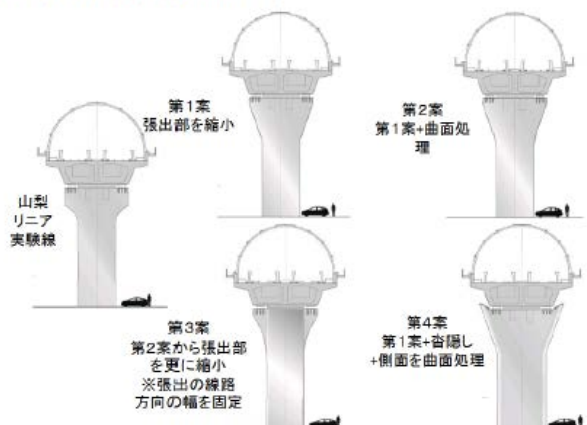 第1案
張出部を縮小
第2案
第1案+曲面処
理
山梨
リニア
実験線
第3案
第2案から張出部
を更に縮小
※張出の線路
方向の幅を固定
第4案
第1案+沓隠し
+側面を曲面処理